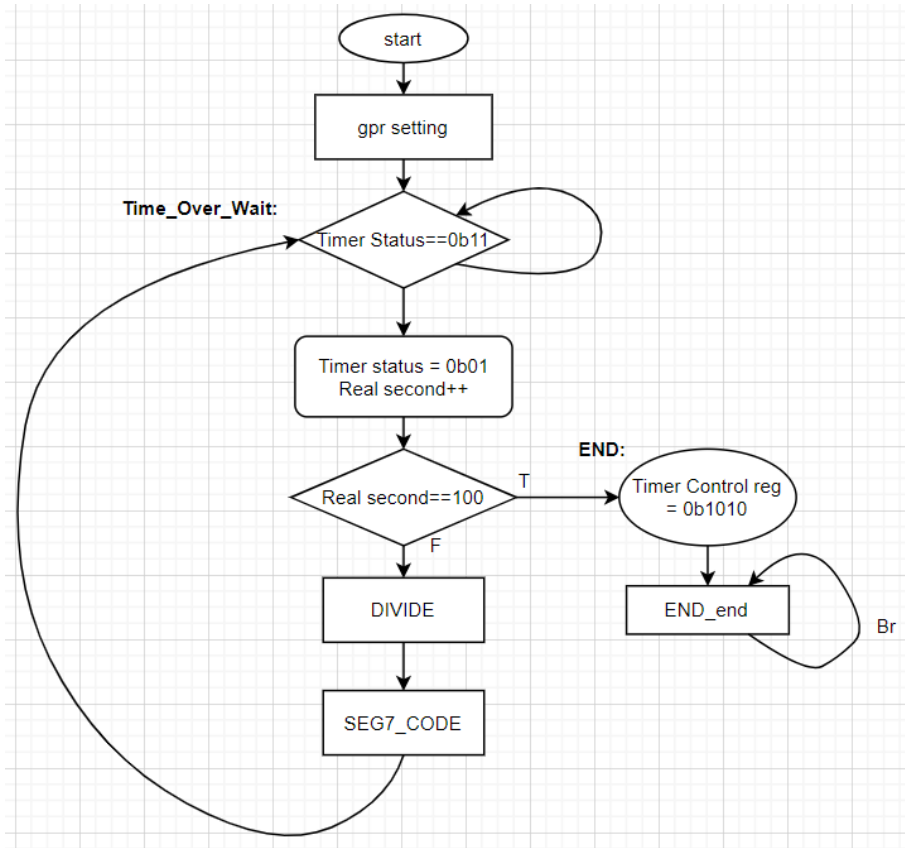 start
gpr setting
Time_Over_Wait:
Timer Status==0b11
Timer status = 0b01
Real second++
END:
Real second==100
T
Timer Control reg
= 0b1010
F
DIVIDE
END_end
Br
SEG7_CODE